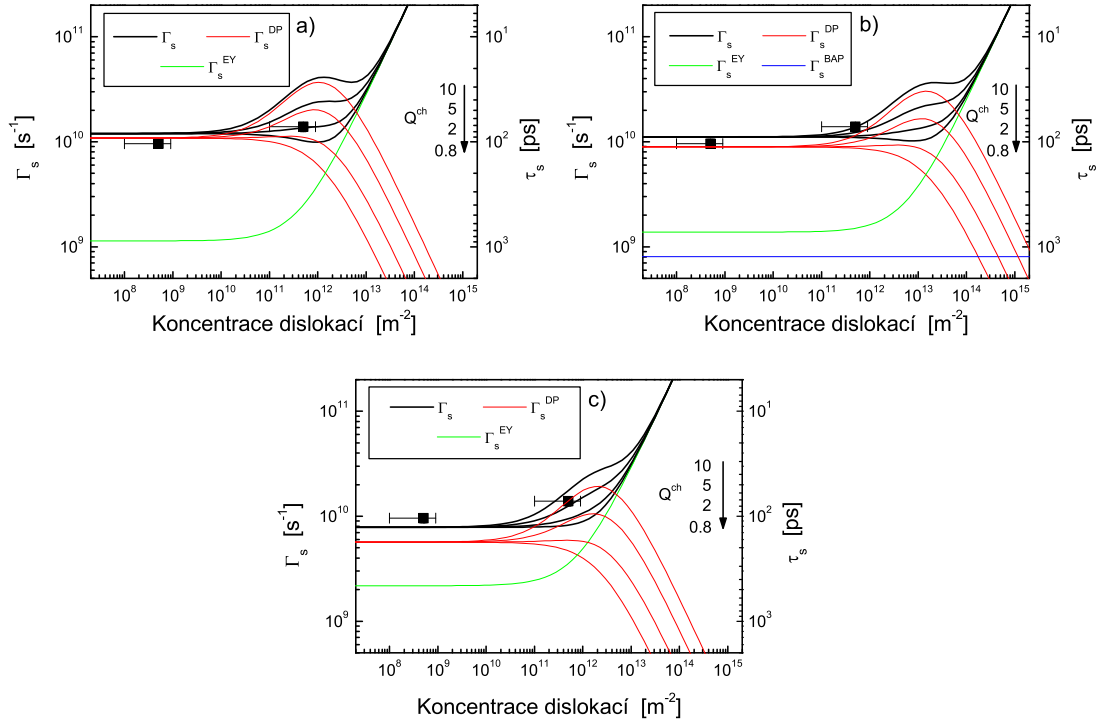 a)
Γs Γs^DP
Γs^EY
10^11
10^10
10^9
Γs [s^-1]
10^1
10^2
10^3
τs [ps]
Q^ch
10
5
2
0.8
10^8 10^9 10^10 10^11 10^12 10^13 10^14 10^15
Koncentrace dislokací [m^-2]
b)
Γs Γs^DP
Γs^EY Γs^BAP
10^11
10^10
10^9
Γs [s^-1]
10^1
10^2
10^3
τs [ps]
Q^ch
10
5
2
0.8
10^8 10^9 10^10 10^11 10^12 10^13 10^14 10^15
Koncentrace dislokací [m^-2]
c)
Γs Γs^DP
Γs^EY
10^11
10^10
10^9
Γs [s^-1]
10^1
10^2
10^3
τs [ps]
Q^ch
10
5
2
0.8
10^8 10^9 10^10 10^11 10^12 10^13 10^14 10^15
Koncentrace dislokací [m^-2]